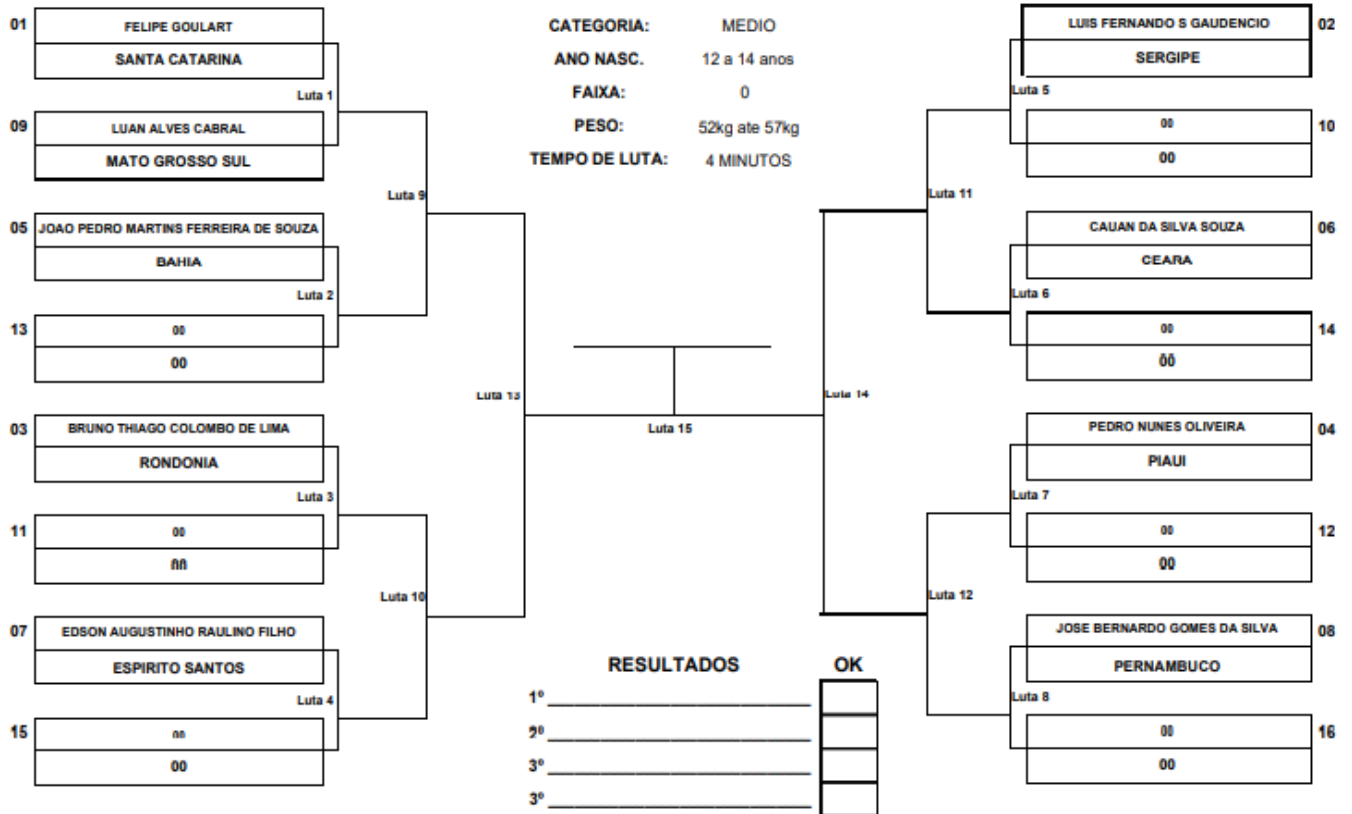 01
FELIPE GOULART
SANTA CATARINA
Luta 1
09
LUAN ALVES CABRAL
MATO GROSSO SUL
Luta 9
05
JOAO PEDRO MARTINS FERREIRA DE SOUZA
BAHIA
Luta 2
13
00
00
Luta 13
03
BRUNO THIAGO COLOMBO DE LIMA
RONDONIA
Luta 3
11
00
00
Luta 10
07
EDSON AUGUSTINHO RAULINO FILHO
ESPIRITO SANTOS
Luta 4
15
00
00
CATEGORIA: MEDIO
ANO NASC. 12 a 14 anos
FAIXA: 0
PESO: 52kg ate 57kg
TEMPO DE LUTA: 4 MINUTOS
Luta 15
RESULTADOS OK
1º
2º
3º
3º
LUIS FERNANDO S GAUDENCIO
02
SERGIPE
Luta 5
00
10
00
Luta 11
CAUAN DA SILVA SOUZA
06
CEARA
Luta 6
00
14
00
Luta 14
PEDRO NUNES OLIVEIRA
04
PIAUI
Luta 7
00
12
00
Luta 12
JOSE BERNARDO GOMES DA SILVA
08
PERNAMBUCO
Luta 8
00
16
00